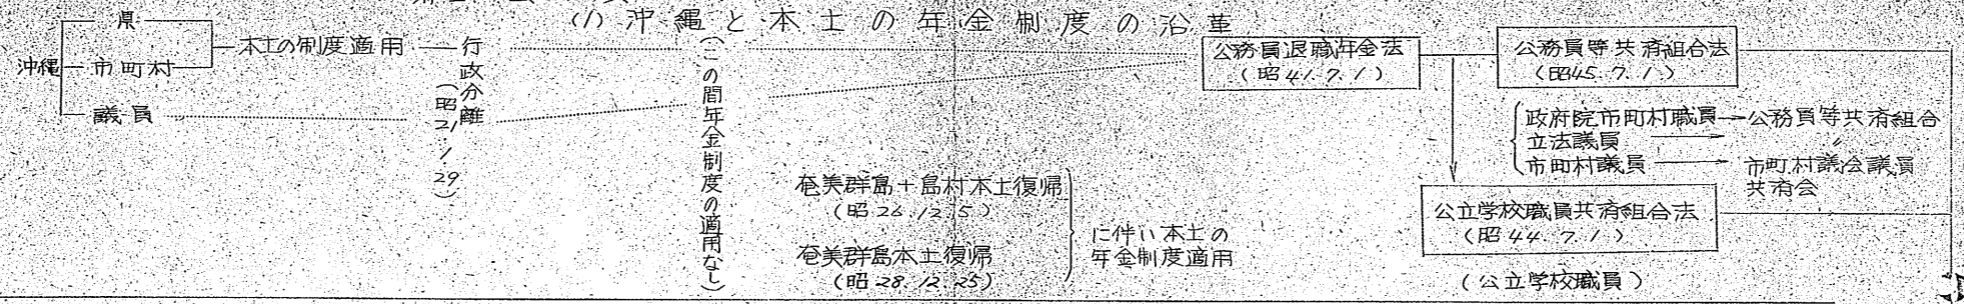 (1) 沖縄と本土の年金制度の沿革
沖縄
県
市町村
議員
本土の制度適用
行政分離
(昭21.1.29)
(この間年金制度の適用なし)
奄美群島十島村本土復帰
(昭26.12.5)
奄美群島本土復帰
(昭28.12.25)
に伴い本土の
年金制度適用
公務員退職年金法
(昭41.7.1)
公務員等共済組合法
(昭45.7.1)
政府院市町村職員→公務員等共済組合
立法議員 → 〃
市町村議員 → 市町村議会議員
共済会
公立学校職員共済組合法
(昭44.7.1)
(公立学校職員)